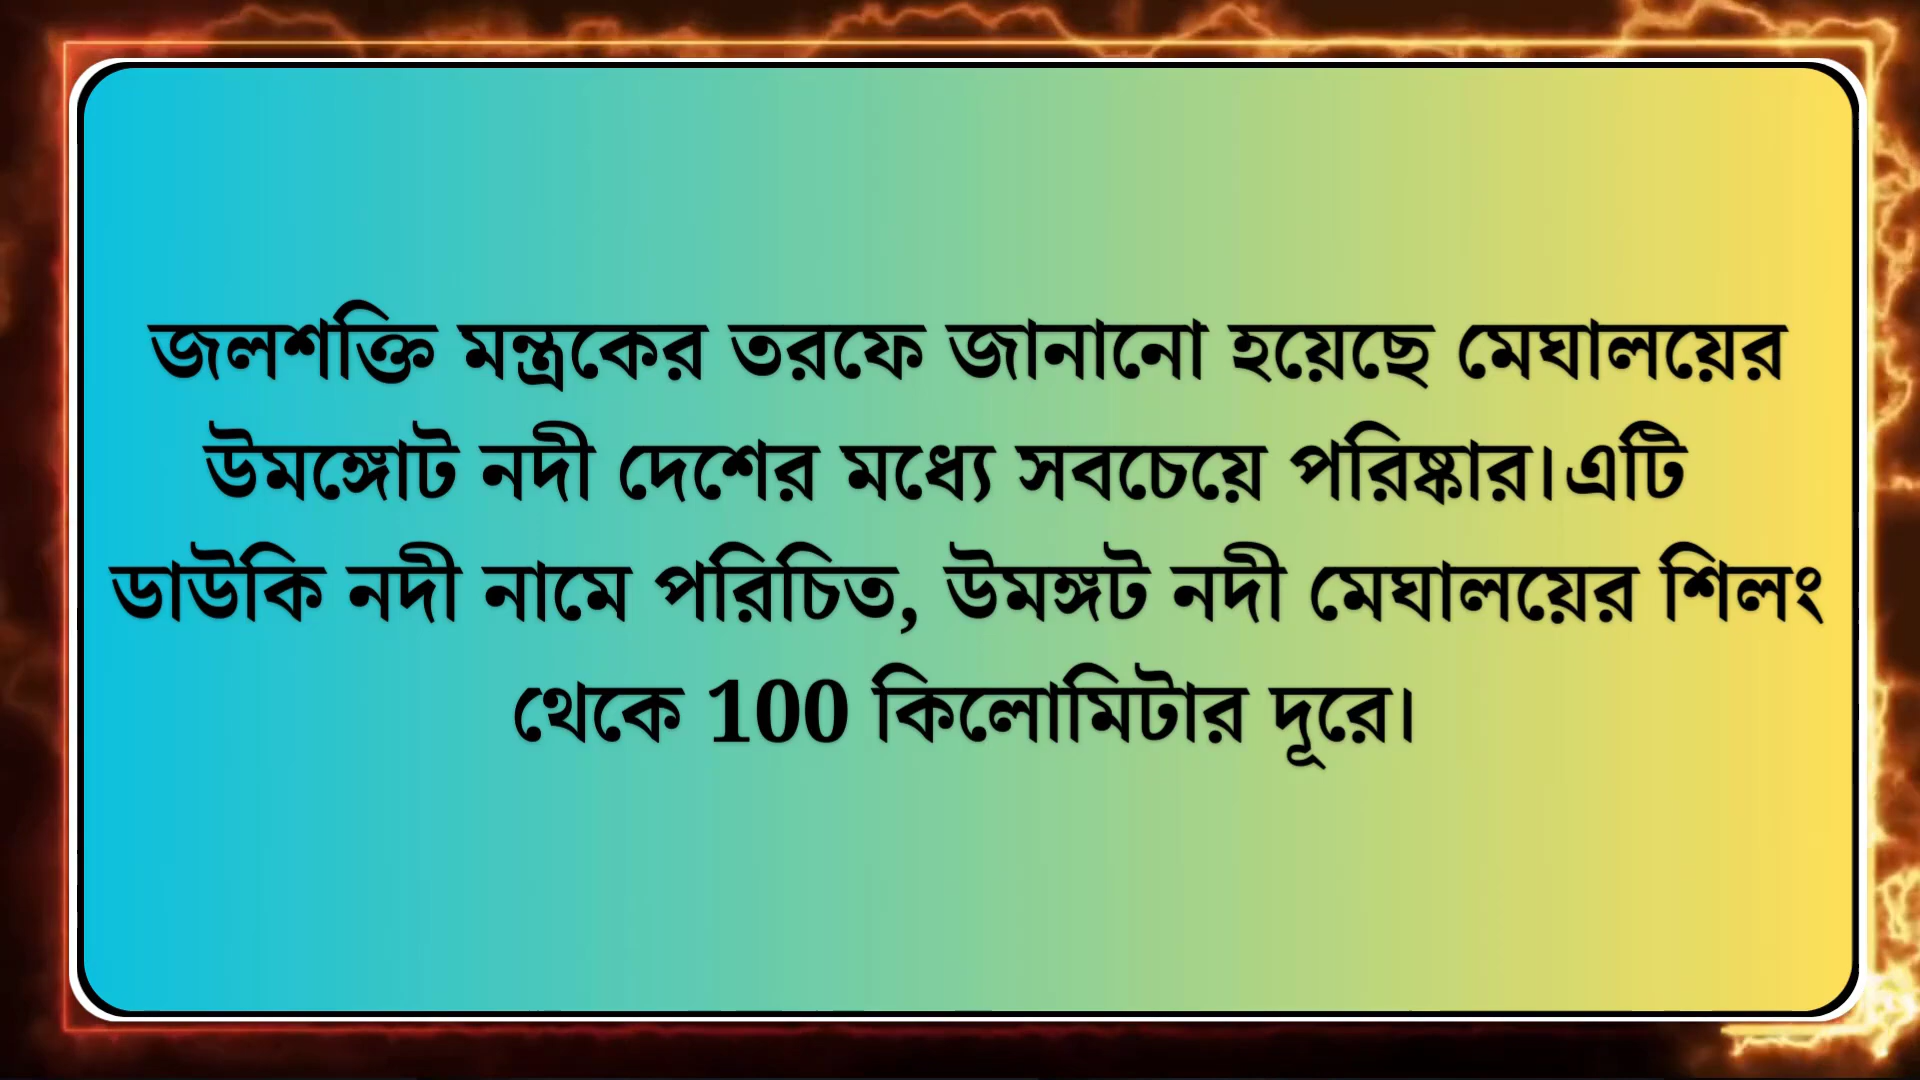 জলশক্তি মন্ত্রকের তরফে জানানো হয়েছে মেঘালয়ের
উমঙ্গোট নদী দেশের মধ্যে সবচেয়ে পরিষ্কার।এটি
ডাউকি নদী নামে পরিচিত, উমঙ্গট নদী মেঘালয়ের শিলং
থেকে 100 কিলোমিটার দূরে।